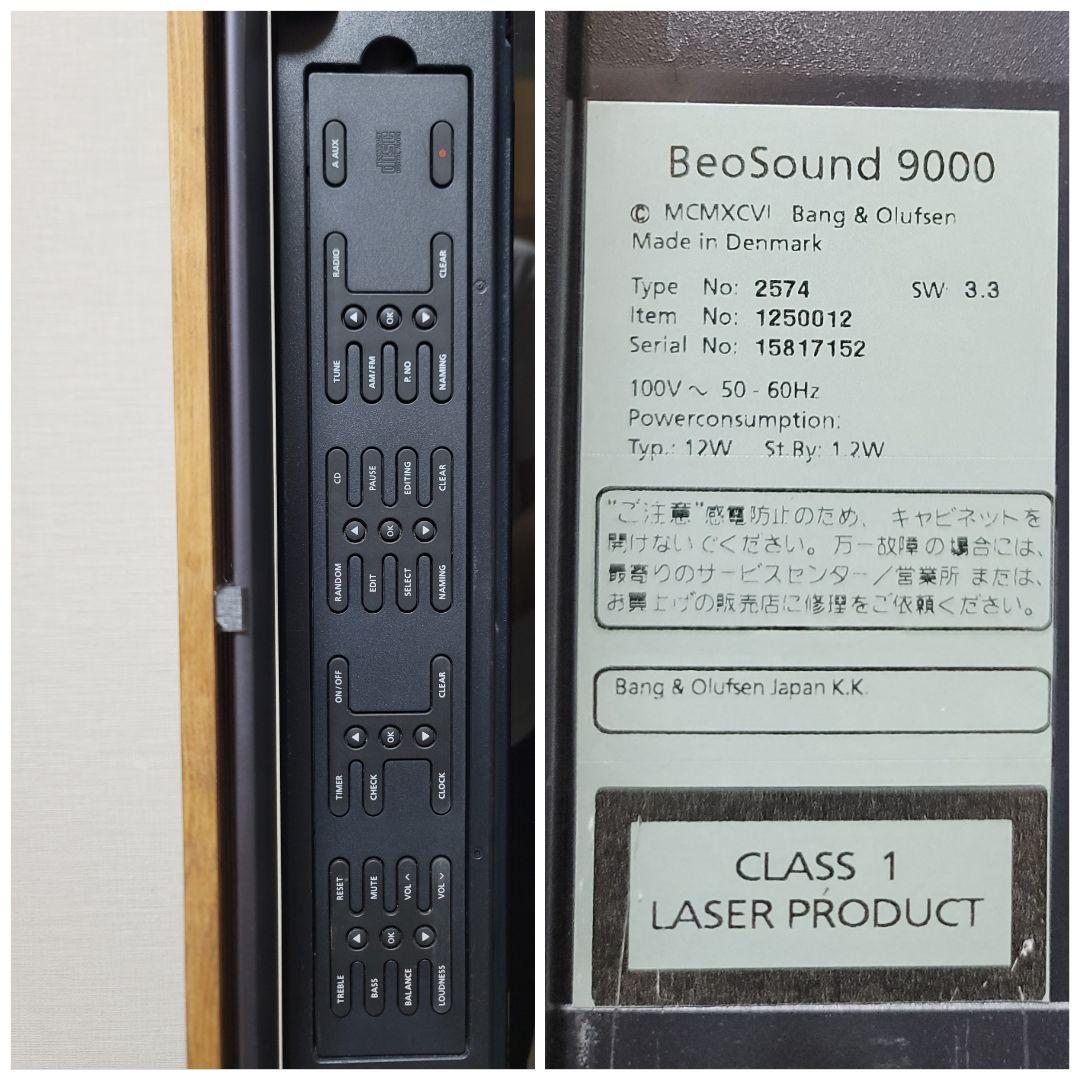 A AUX
COMPACT
disc
DIGITAL AUDIO
RADIO
CLEAR
OK
TUNE
AM/FM
P.NO
NAMING
CD
PAUSE
EDITING
CLEAR
OK
RANDOM
EDIT
SELECT
NAMING
ON/OFF
CLEAR
OK
TIMER
CHECK
CLOCK
RESET
MUTE
VOL ^
VOL ˅
OK
TREBLE
BASS
BALANCE
LOUDNESS
BeoSound 9000
© MCMXCVI Bang & Olufsen
Made in Denmark
Type No: 2574 SW: 3.3
Item No: 1250012
Serial No: 15817152
100V ~ 50 - 60Hz
Powerconsumption:
Typ.: 12W St.By: 1.2W
"ご注意"感電防止のため、キャビネットを
開けないでください。万一故障の場合には、
最寄りのサービスセンター/営業所 または、
お買上げの販売店に修理をご依頼ください。
Bang & Olufsen Japan K.K.
CLASS 1
LASER PRODUCT